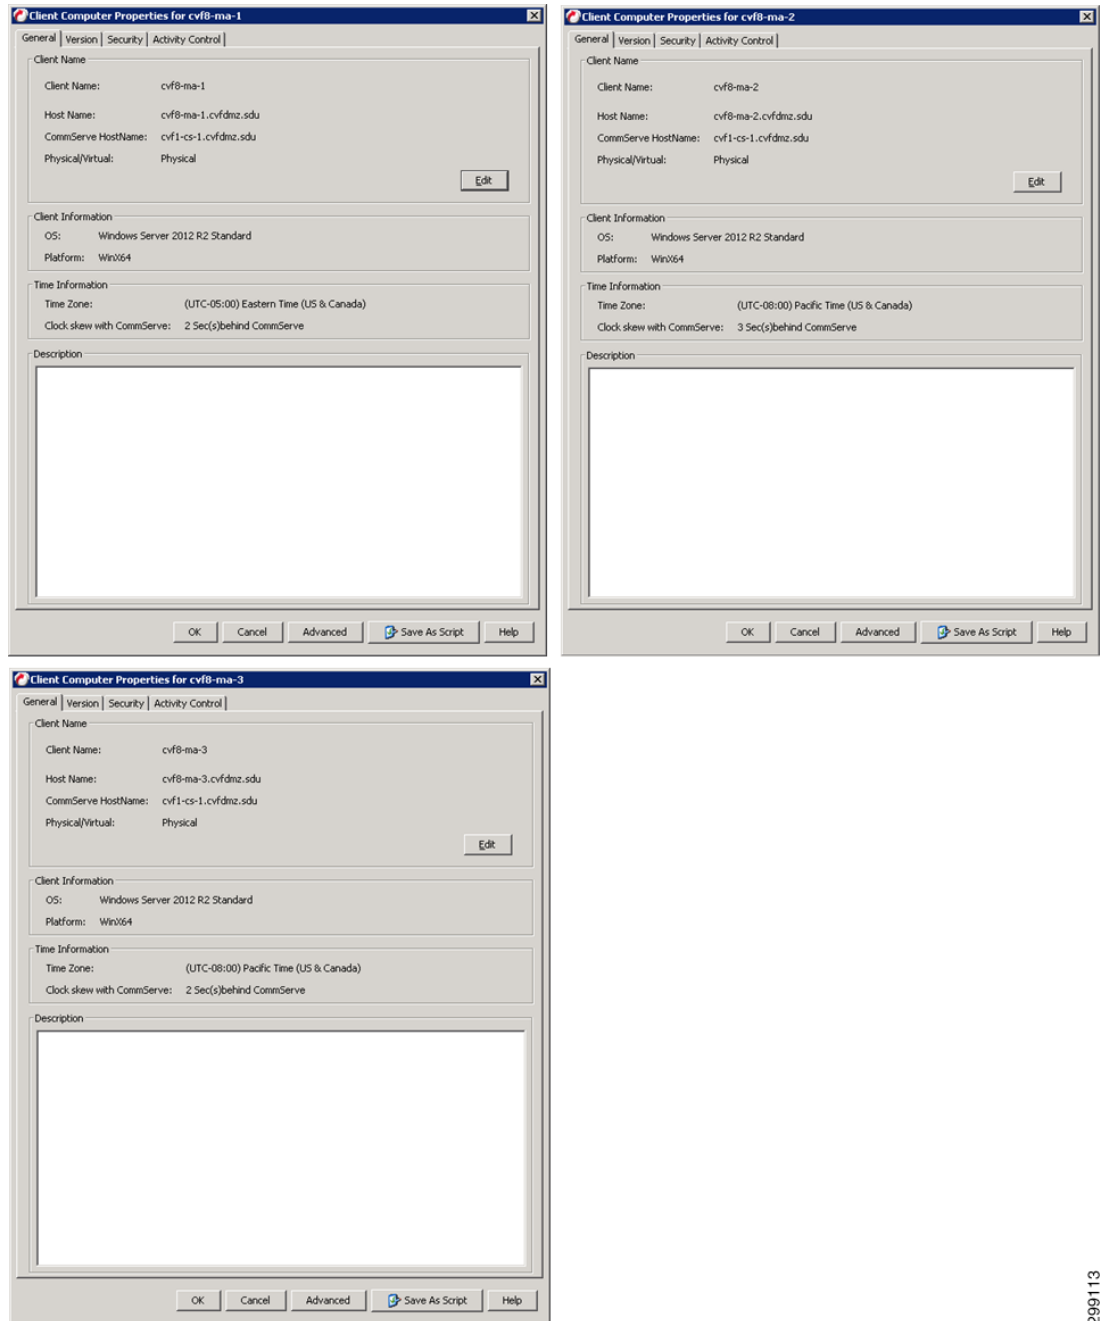 Client Computer Properties for cvf8-ma-1
General Version Security Activity Control
Client Name
Client Name: cvf8-ma-1
Host Name: cvf8-ma-1.cvfdmz.sdu
CommServe HostName: cvf1-cs-1.cvfdmz.sdu
Physical/Virtual: Physical
Edit
Client Information
OS: Windows Server 2012 R2 Standard
Platform: WinX64
Time Information
Time Zone: (UTC-05:00) Eastern Time (US & Canada)
Clock skew with CommServe: 2 Sec(s)behind CommServe
Description
OK Cancel Advanced Save As Script Help
Client Computer Properties for cvf8-ma-2
General Version Security Activity Control
Client Name
Client Name: cvf8-ma-2
Host Name: cvf8-ma-2.cvfdmz.sdu
CommServe HostName: cvf1-cs-1.cvfdmz.sdu
Physical/Virtual: Physical
Edit
Client Information
OS: Windows Server 2012 R2 Standard
Platform: WinX64
Time Information
Time Zone: (UTC-08:00) Pacific Time (US & Canada)
Clock skew with CommServe: 3 Sec(s)behind CommServe
Description
OK Cancel Advanced Save As Script Help
Client Computer Properties for cvf8-ma-3
General Version Security Activity Control
Client Name
Client Name: cvf8-ma-3
Host Name: cvf8-ma-3.cvfdmz.sdu
CommServe HostName: cvf1-cs-1.cvfdmz.sdu
Physical/Virtual: Physical
Edit
Client Information
OS: Windows Server 2012 R2 Standard
Platform: WinX64
Time Information
Time Zone: (UTC-08:00) Pacific Time (US & Canada)
Clock skew with CommServe: 2 Sec(s)behind CommServe
Description
OK Cancel Advanced Save As Script Help
299113